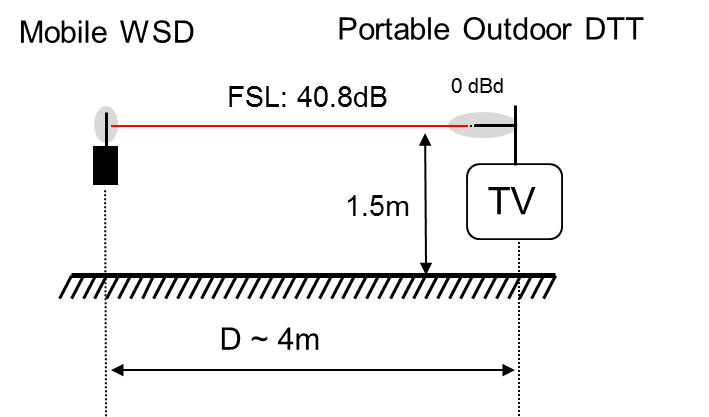 Mobile WSD
Portable Outdoor DTT
0 dBd
FSL: 40.8dB
1.5m
TV
D ~ 4m